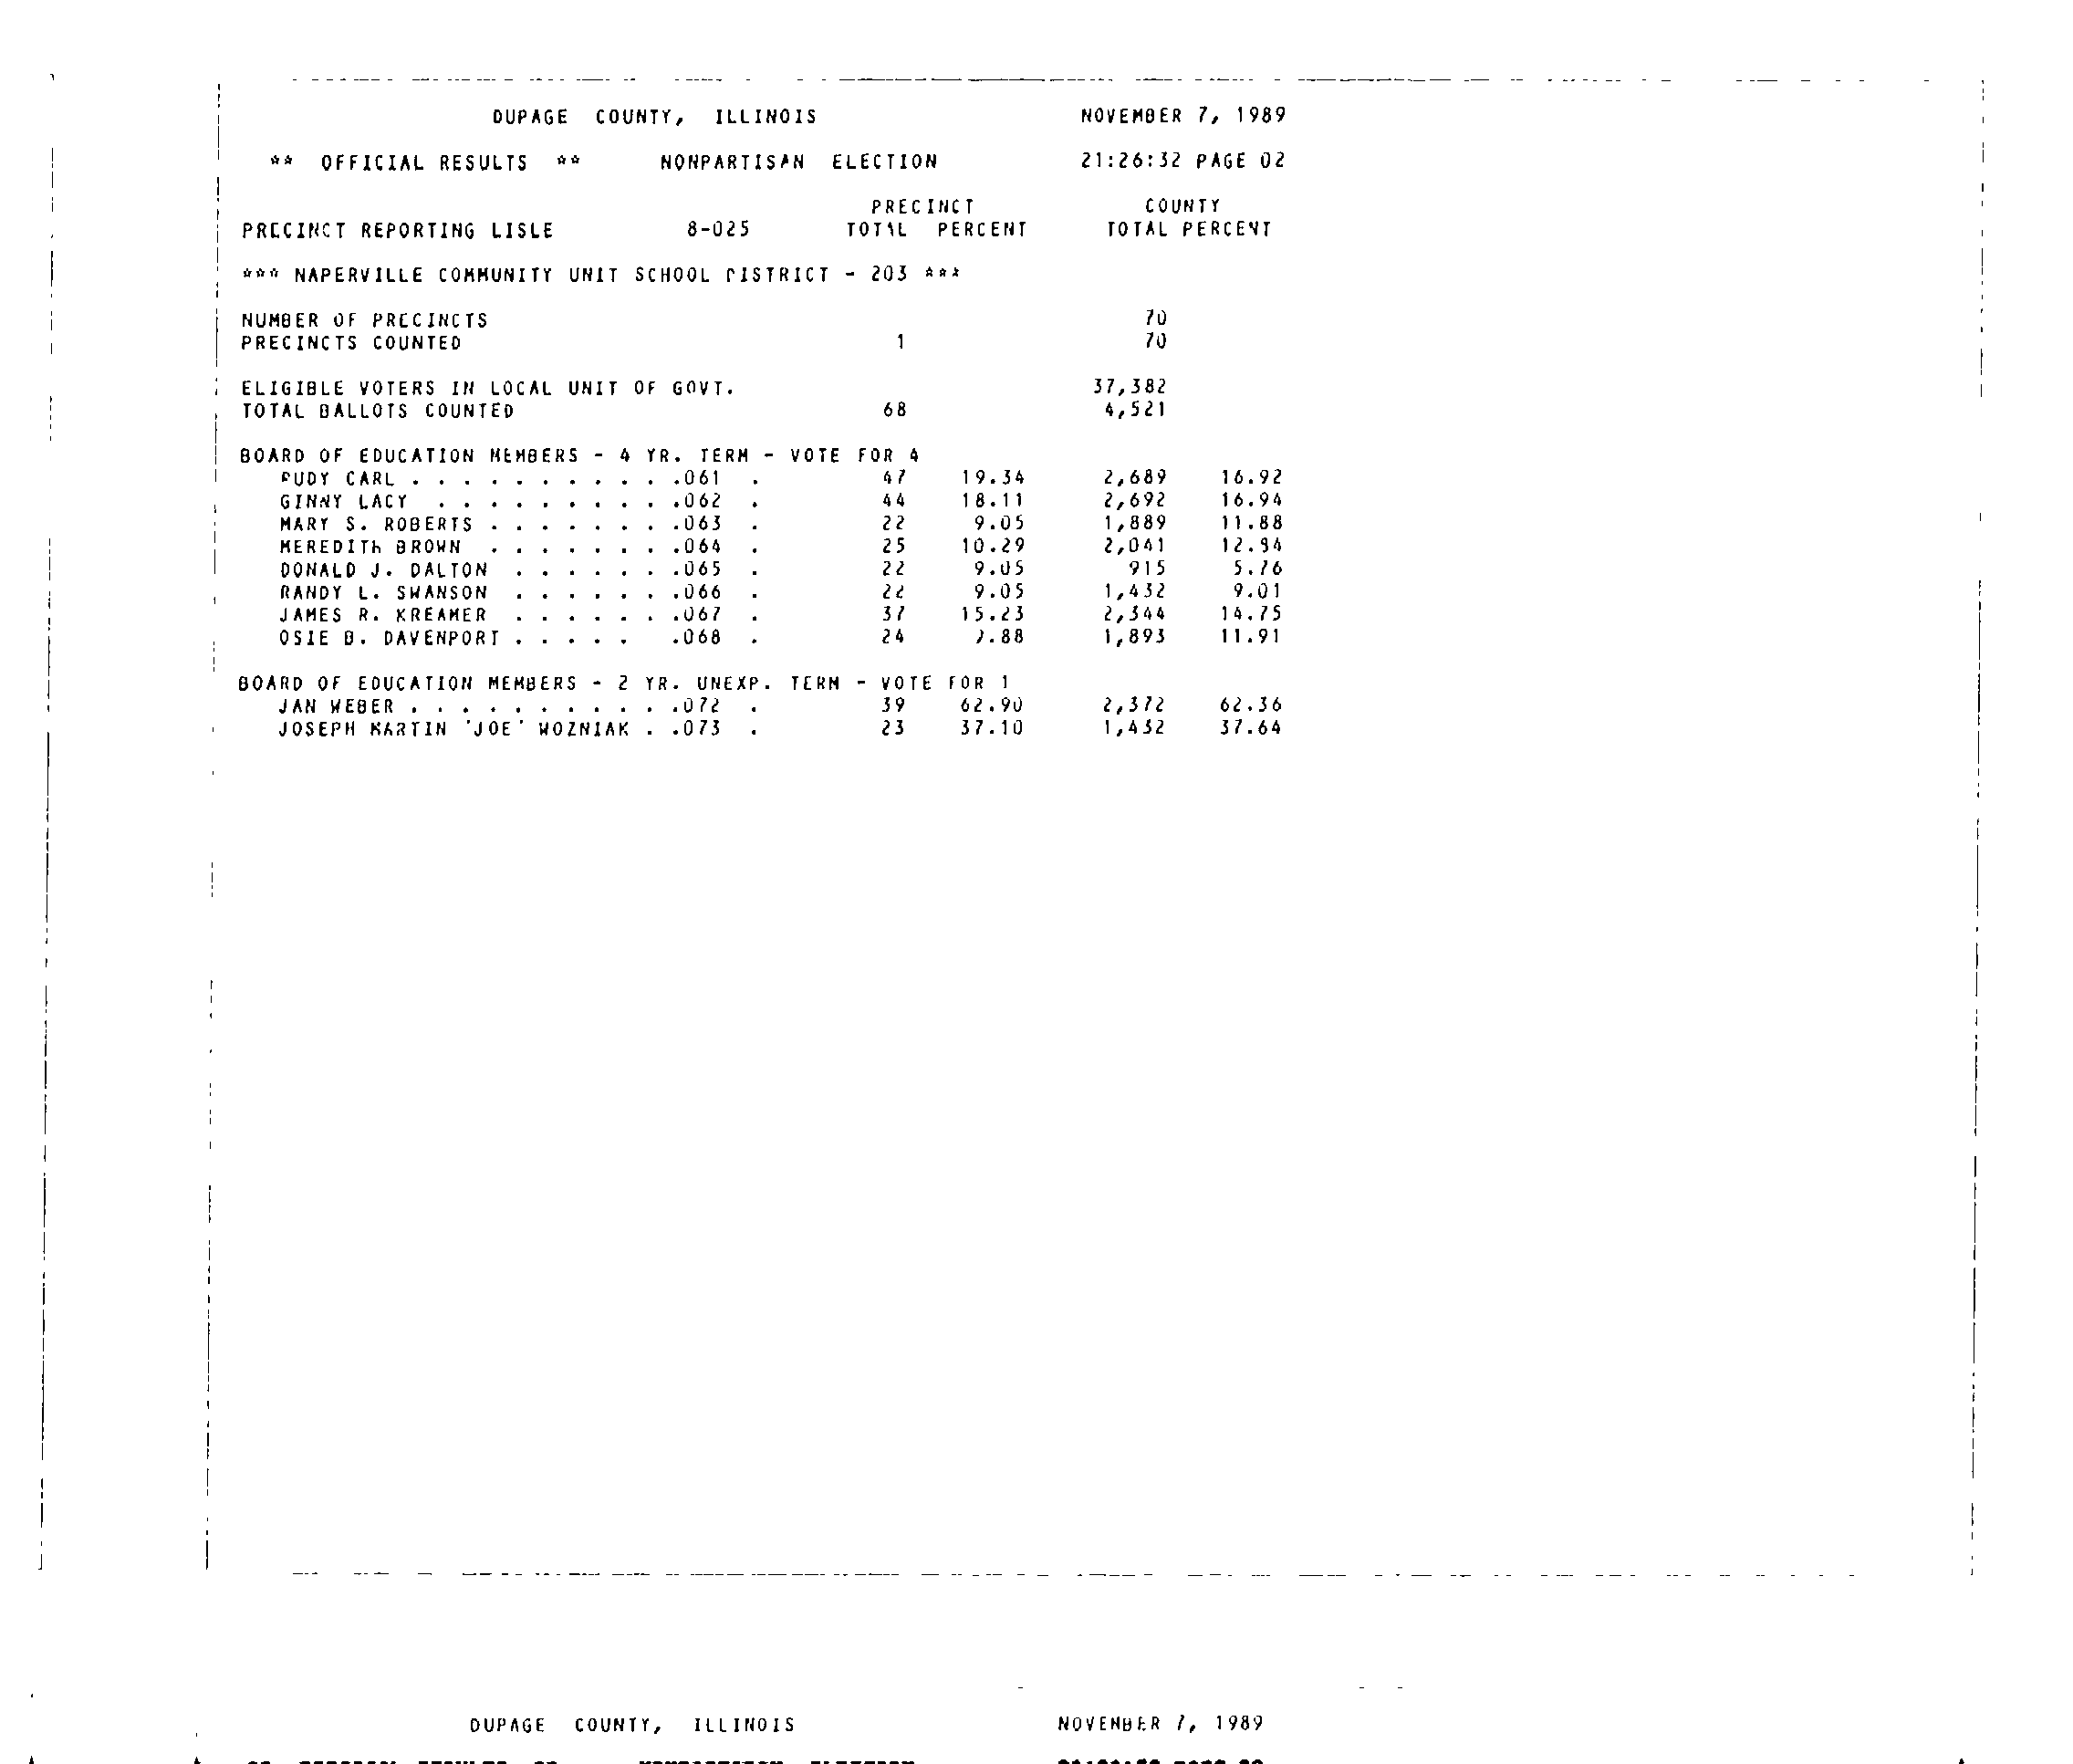 DUPAGE COUNTY, ILLINOIS NOVEMBER 7, 1989
** OFFICIAL RESULTS ** NONPARTISAN ELECTION 21:26:32 PAGE 02
PRECINCT COUNTY
PRECINCT REPORTING LISLE 8-025 TOTAL PERCENT TOTAL PERCENT
*** NAPERVILLE COMMUNITY UNIT SCHOOL DISTRICT - 203 ***
NUMBER OF PRECINCTS 70
PRECINCTS COUNTED 1 70
ELIGIBLE VOTERS IN LOCAL UNIT OF GOVT. 37,382
TOTAL BALLOTS COUNTED 68 4,521
BOARD OF EDUCATION MEMBERS - 4 YR. TERM - VOTE FOR 4
RUDY CARL . . . . . . . . . . .061 . 47 19.34 2,689 16.92
GINNY LACY . . . . . . . . . .062 . 44 18.11 2,692 16.94
MARY S. ROBERTS . . . . . . . .063 . 22 9.05 1,889 11.88
MEREDITH BROWN . . . . . . . .064 . 25 10.29 2,041 12.84
DONALD J. DALTON . . . . . . .065 . 22 9.05 915 5.76
RANDY L. SWANSON . . . . . . .066 . 22 9.05 1,432 9.01
JAMES R. KREAMER . . . . . . .067 . 37 15.23 2,344 14.75
OSIE B. DAVENPORT . . . . . .068 . 24 9.88 1,893 11.91
BOARD OF EDUCATION MEMBERS - 2 YR. UNEXP. TERM - VOTE FOR 1
JAN WEBER . . . . . . . . . . .072 . 39 62.90 2,372 62.36
JOSEPH MARTIN 'JOE' WOZNIAK . .073 . 23 37.10 1,432 37.64
DUPAGE COUNTY, ILLINOIS NOVEMBER 7, 1989